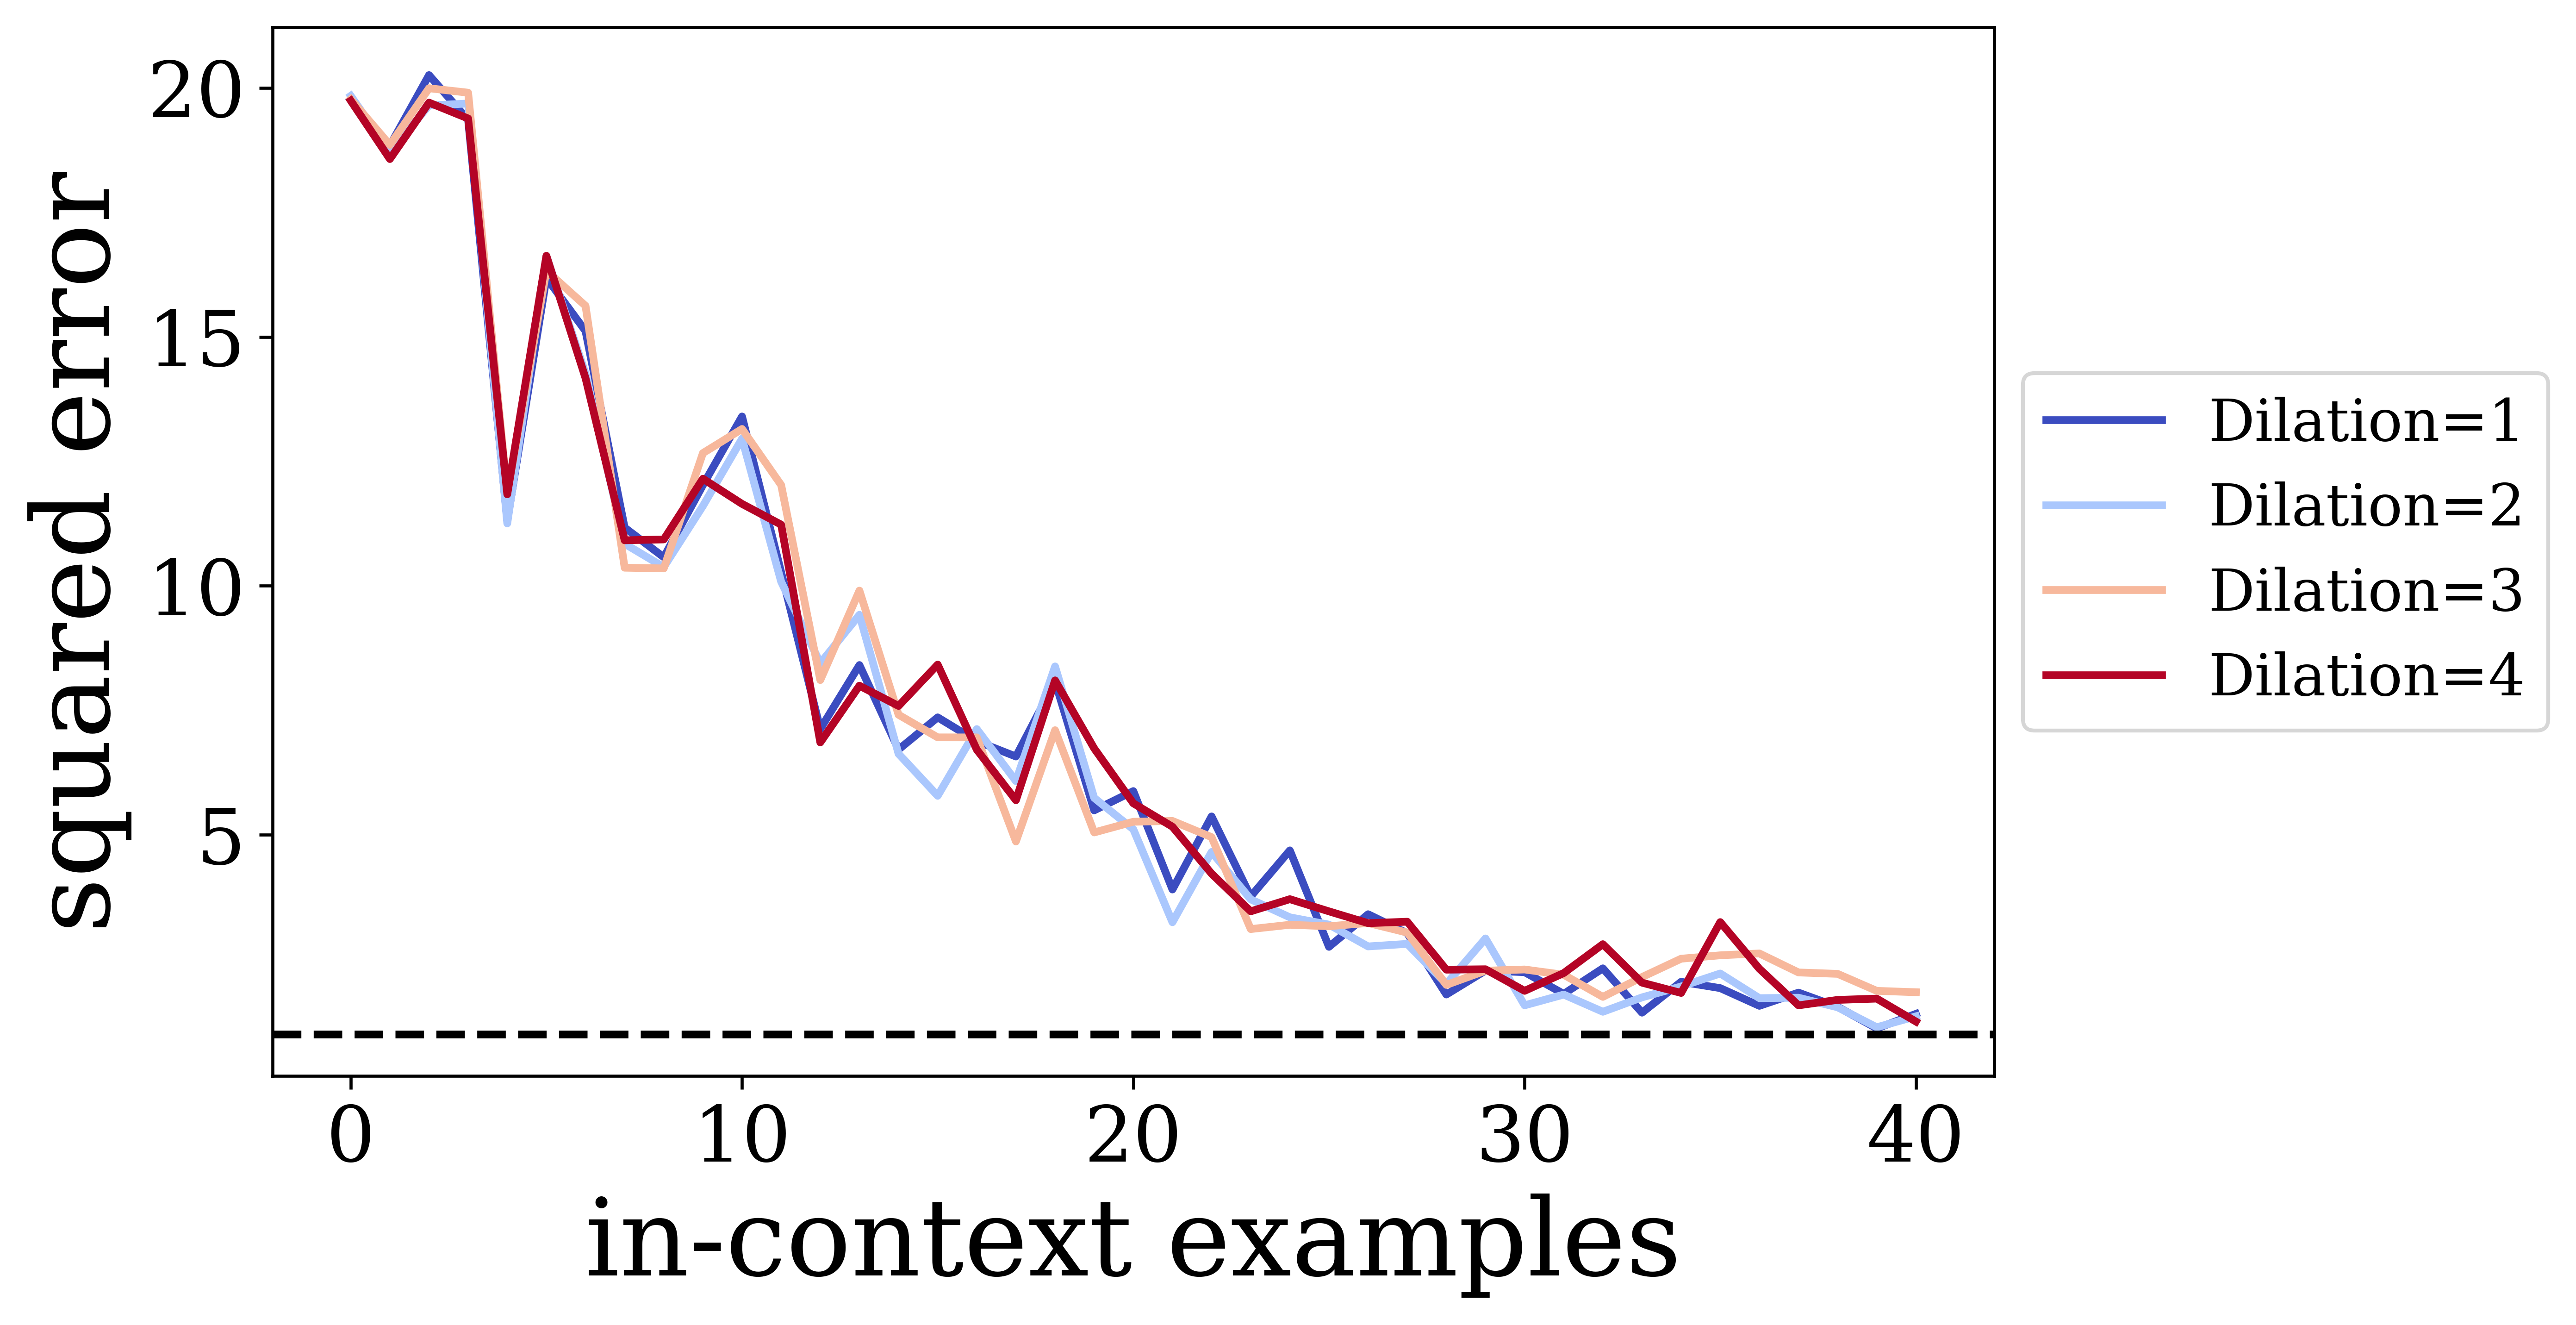 squared error
20
15
10
5
0 10 20 30 40
in-context examples
Dilation=1
Dilation=2
Dilation=3
Dilation=4